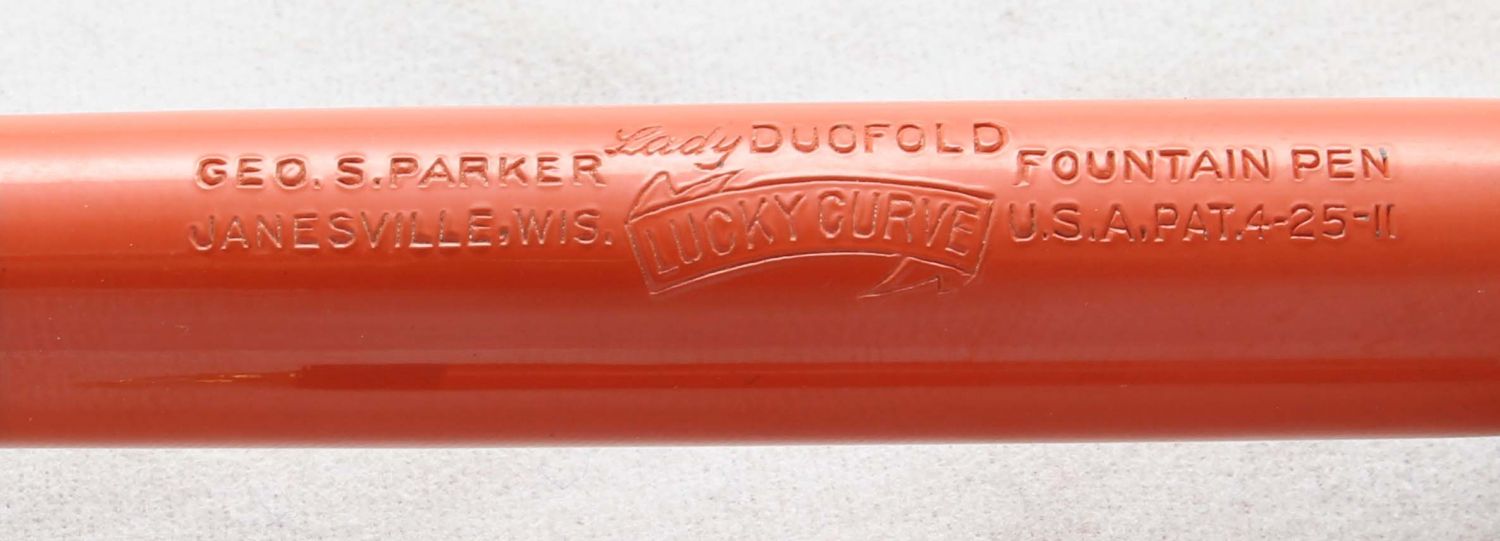 Lady DUOFOLD
GEO. S. PARKER FOUNTAIN PEN
LUCKY CURVE
JANESVILLE, WIS. U.S.A. PAT. 4-25-11